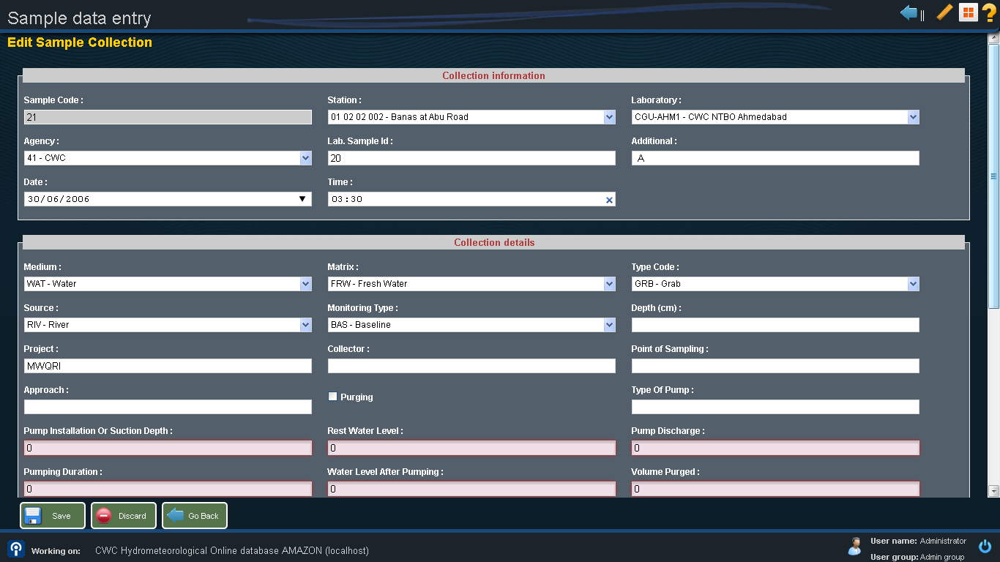 Sample data entry
Edit Sample Collection
Collection information
Sample Code :
Station :
Laboratory :
21
01 02 02 002 - Banas at Abu Road
CGU-AHM1 - CWC NTBO Ahmedabad
Agency :
Lab. Sample Id :
Additional :
41 - CWC
20
A
Date :
Time :
30/06/2006
03 : 30
Collection details
Medium :
Matrix :
Type Code :
WAT - Water
FRW - Fresh Water
GRB - Grab
Source :
Monitoring Type :
Depth (cm) :
RIV - River
BAS - Baseline
Project :
Collector :
Point of Sampling :
MWQRI
Approach :
Purging
Type Of Pump :
Pump Installation Or Suction Depth :
Rest Water Level :
Pump Discharge :
0
0
0
Pumping Duration :
Water Level After Pumping :
Volume Purged :
0
0
0
Save
Discard
Go Back
Working on: CWC Hydrometeorological Online database AMAZON (localhost)
User name: Administrator
User group: Admin group